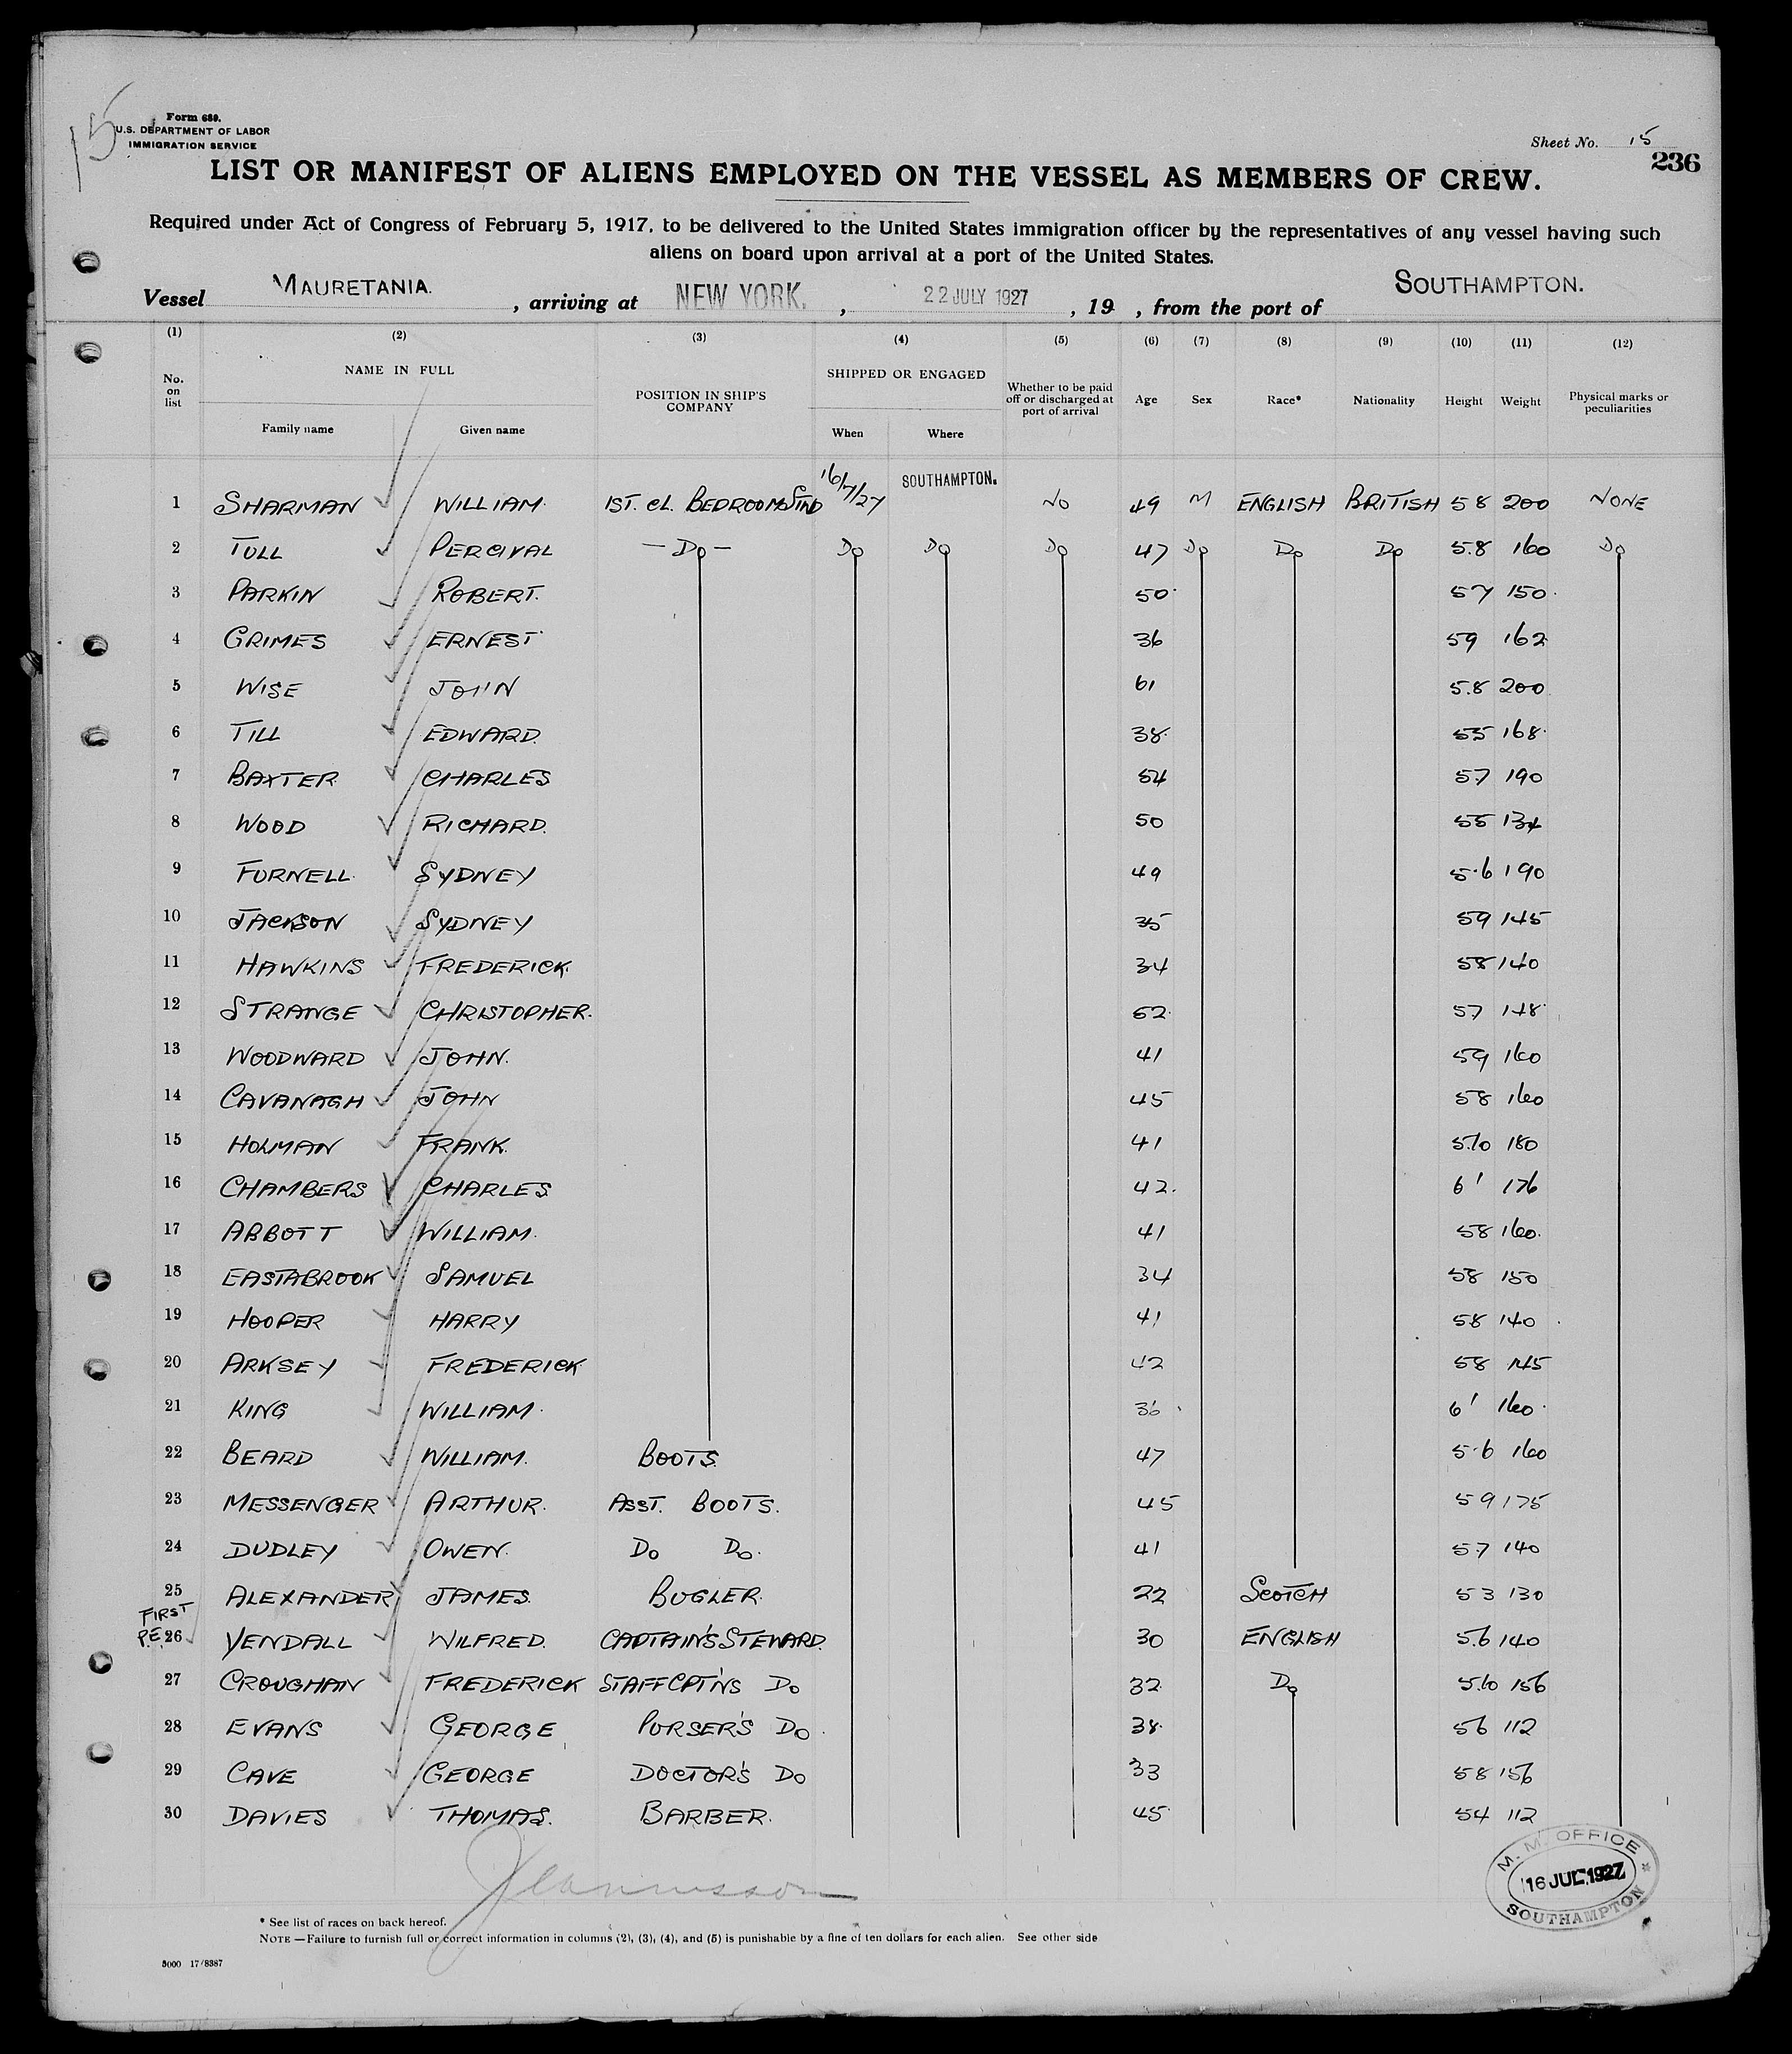 15
Form 689.
U.S. DEPARTMENT OF LABOR
IMMIGRATION SERVICE
Sheet No. 15
236
LIST OR MANIFEST OF ALIENS EMPLOYED ON THE VESSEL AS MEMBERS OF CREW.
Required under Act of Congress of February 5, 1917, to be delivered to the United States immigration officer by the representatives of any vessel having such
aliens on board upon arrival at a port of the United States.
Vessel MAURETANIA. , arriving at NEW YORK. , 22 JULY 1927 , 19 , from the port of SOUTHAMPTON.
(1) (2) (3) (4) (5) (6) (7) (8) (9) (10) (11) (12)
No. on list NAME IN FULL Family name Given name POSITION IN SHIP'S COMPANY SHIPPED OR ENGAGED When Where Whether to be paid off or discharged at port of arrival Age Sex Race* Nationality Height Weight Physical marks or peculiarities
1 SHARMAN WILLIAM. 1ST. CL. BEDROOM STWD 16/7/27 SOUTHAMPTON. NO 49 M ENGLISH BRITISH 58 200 NONE
2 TULL PERCIVAL — DO — DO DO DO 47 DO DO DO 5.8 160 DO
3 PARKIN ROBERT. 50 57 150
4 GRIMES ERNEST 36 59 162
5 WISE JOHN 61 5.8 200
6 TILL EDWARD. 38 55 168
7 BAXTER CHARLES 54 57 190
8 WOOD RICHARD. 50 55 134
9 FURNELL SYDNEY 49 5.6 190
10 JACKSON SYDNEY 35 59 145
11 HAWKINS FREDERICK. 34 58 140
12 STRANGE CHRISTOPHER. 52 57 148
13 WOODWARD JOHN. 41 59 160
14 CAVANAGH JOHN 45 58 160
15 HOLMAN FRANK. 41 5.10 180
16 CHAMBERS CHARLES 42. 6' 176
17 ABBOTT WILLIAM. 41 58 160.
18 EASTABROOK SAMUEL 34 58 150
19 HOOPER HARRY 41 58 140
20 ARKSEY FREDERICK 42 58 145
21 KING WILLIAM. 36 6' 160
22 BEARD WILLIAM. BOOTS. 47 5.6 160
23 MESSENGER ARTHUR. ASST. BOOTS. 45 59 175
24 DUDLEY OWEN. DO DO. 41 57 140
25 ALEXANDER JAMES. BUGLER. 22 SCOTCH 53 130
FIRST
P.E. 26 YENDALL WILFRED. CAPTAIN'S STEWARD. 30 ENGLISH 5.6 140
27 CROUGHAN FREDERICK STAFF CPT'NS DO 32 DO 5.10 156
28 EVANS GEORGE PURSER'S DO. 38 56 112
29 CAVE GEORGE DOCTOR'S DO 33 58 156
30 DAVIES THOMAS. BARBER. 45 54 112
M. M. OFFICE
16 JUL 1927
SOUTHAMPTON
* See list of races on back hereof.
NOTE —Failure to furnish full or correct information in columns (2), (3), (4), and (5) is punishable by a fine of ten dollars for each alien. See other side
5000 17/8387